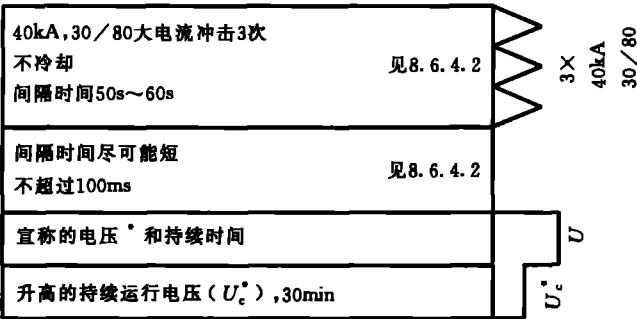 40kA,30／80大电流冲击3次
不冷却
见8.6.4.2
间隔时间50s～60s
3×
40kA
30／80
间隔时间尽可能短
见8.6.4.2
不超过100ms
宣称的电压*和持续时间
U
升高的持续运行电压(U*c),30min
U*c